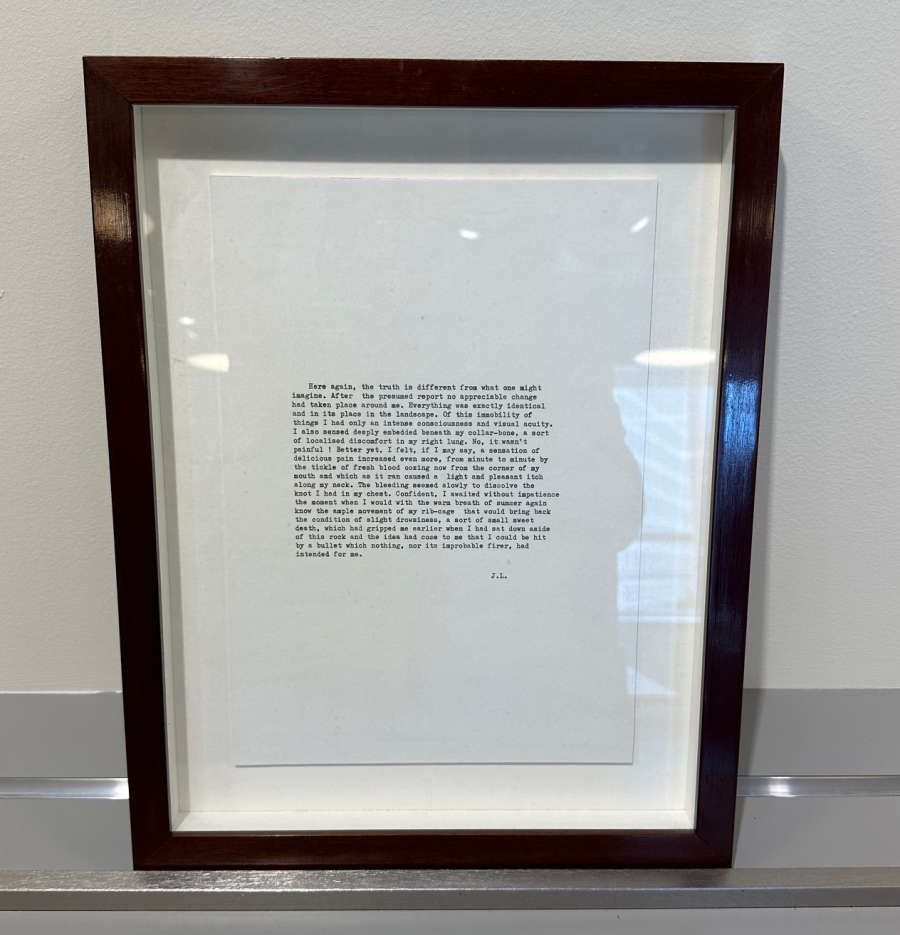 Here again, the truth is different from what one might
imagine. After the presumed report no appreciable change
had taken place around me. Everything was exactly identical
and in its place in the landscape. Of this immobility of
things I had only an intense consciousness and visual acuity.
I also sensed deeply embedded beneath my collar-bone, a sort
of localised discomfort in my right lung. No, it wasn't
painful ! Better yet, I felt, if I may say, a sensation of
delicious pain increased even more, from minute to minute by
the tickle of fresh blood oozing now from the corner of my
mouth and which as it ran caused a light and pleasant itch
along my neck. The bleeding seemed slowly to dissolve the
knot I had in my chest. Confident, I awaited without impatience
the moment when I would with the warm breath of summer again
know the ample movement of my rib-cage that would bring back
the condition of slight drowsiness, a sort of small sweet
death, which had gripped me earlier when I had sat down aside
of this rock and the idea had come to me that I could be hit
by a bullet which nothing, nor its improbable firer, had
intended for me.
J.L.